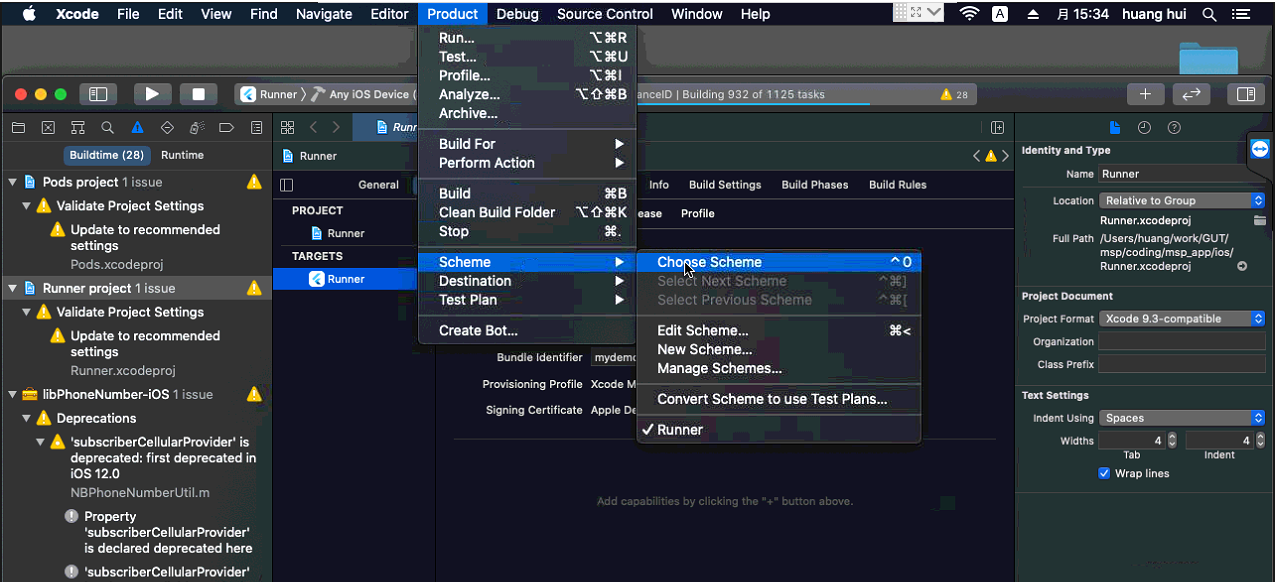 Xcode File Edit View Find Navigate Editor Product Debug Source Control Window Help A 月 15:34 huang hui
Run... ⌥⌘R
Test... ⌥⌘U
Profile... ⌥⌘I
Analyze... ⌥⇧⌘B
Archive...
Build For
Perform Action
Build ⌘B
Clean Build Folder ⌥⇧⌘K
Stop ⌘.
Scheme
Destination
Test Plan
Create Bot...
Choose Scheme ^0
Select Next Scheme ^⌘]
Select Previous Scheme ^⌘[
Edit Scheme... ⌘<
New Scheme...
Manage Schemes...
Convert Scheme to use Test Plans...
✓ Runner
Runner Any iOS Device (
Building 932 of 1125 tasks 28
Buildtime (28) Runtime
Pods project 1 issue
Validate Project Settings
Update to recommended
settings
Pods.xcodeproj
Runner project 1 issue
Validate Project Settings
Update to recommended
settings
Runner.xcodeproj
libPhoneNumber-iOS 1 issue
Deprecations
'subscriberCellularProvider' is
deprecated: first deprecated in
iOS 12.0
NBPhoneNumberUtil.m
Property
'subscriberCellularProvider'
is declared deprecated here
'subscriberCellularProvider'
Runner
General Info Build Settings Build Phases Build Rules
Profile
PROJECT
Runner
TARGETS
Runner
Bundle Identifier mydemo
Provisioning Profile Xcode M
Signing Certificate Apple De
Add capabilities by clicking the "+" button above.
Identity and Type
Name Runner
Location Relative to Group
Runner.xcodeproj
Full Path /Users/huang/work/GUT/
msp/coding/msp_app/ios/
Runner.xcodeproj
Project Document
Project Format Xcode 9.3-compatible
Organization
Class Prefix
Text Settings
Indent Using Spaces
Widths 4 4
Tab Indent
Wrap lines